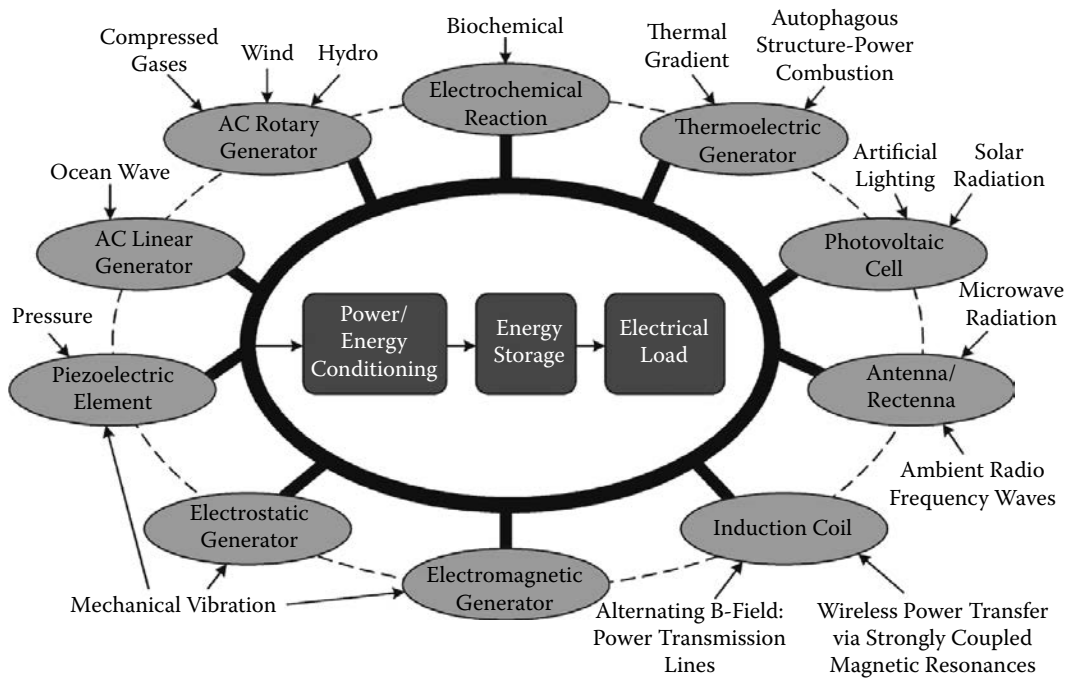 Compressed
Gases
Wind
Hydro
Biochemical
Thermal
Gradient
Autophagous
Structure-Power
Combustion
AC Rotary
Generator
Electrochemical
Reaction
Thermoelectric
Generator
Ocean Wave
Artificial
Lighting
Solar
Radiation
AC Linear
Generator
Photovoltaic
Cell
Pressure
Microwave
Radiation
Power/
Energy
Conditioning
Energy
Storage
Electrical
Load
Piezoelectric
Element
Antenna/
Rectenna
Ambient Radio
Frequency Waves
Electrostatic
Generator
Induction Coil
Electromagnetic
Generator
Mechanical Vibration
Alternating B-Field:
Power Transmission
Lines
Wireless Power Transfer
via Strongly Coupled
Magnetic Resonances